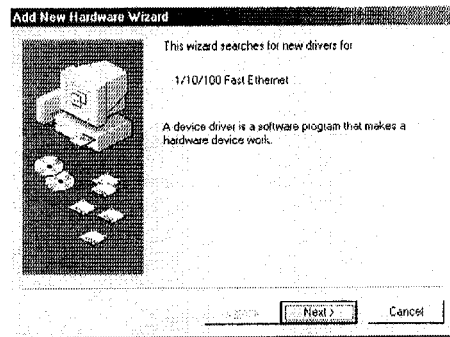 Add New Hardware Wizard
This wizard searches for new drivers for
1/10/100 Fast Ethernet
A device driver is a software program that makes a
hardware device work.
Next >
Cancel